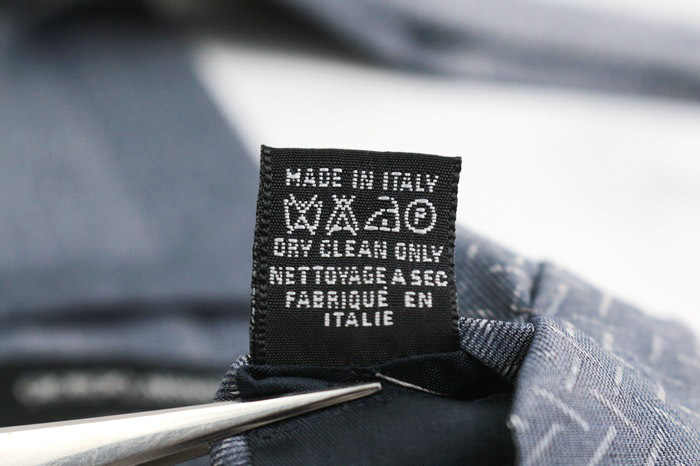 MADE IN ITALY
P
DRY CLEAN ONLY
NETTOYAGE A SEC
FABRIQUÉ EN
ITALIE